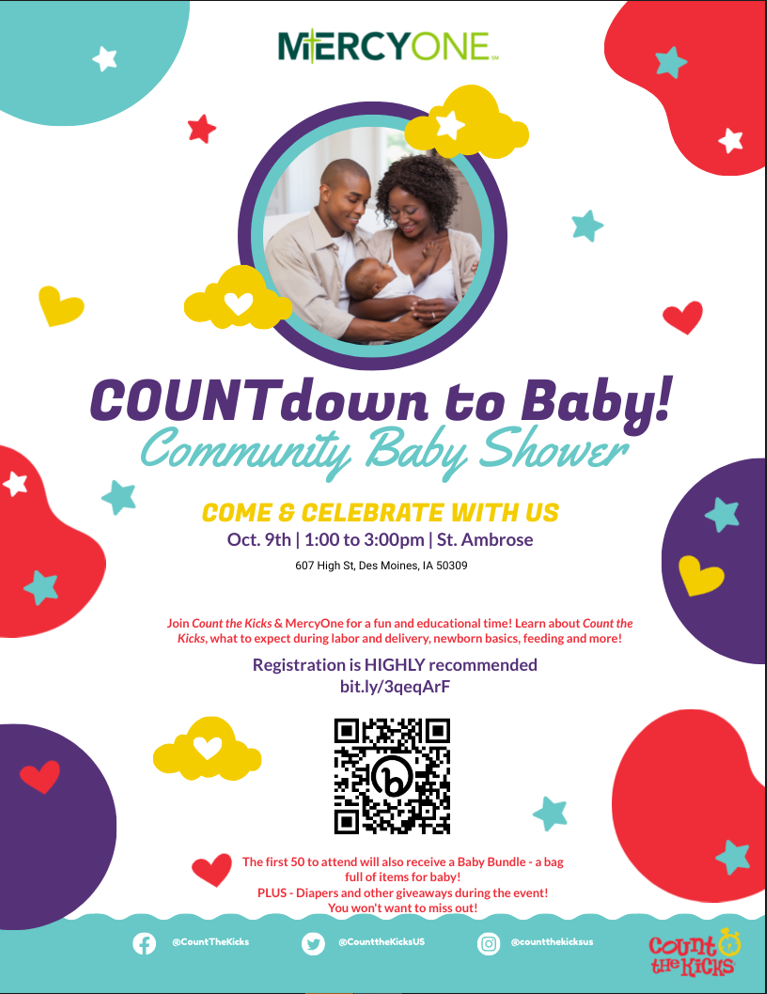 MERCYONE
COUNTdown to Baby!
Community Baby Shower
COME & CELEBRATE WITH US
Oct. 9th | 1:00 to 3:00pm | St. Ambrose
607 High St, Des Moines, IA 50309
Join Count the Kicks & MercyOne for a fun and educational time! Learn about Count the
Kicks, what to expect during labor and delivery, newborn basics, feeding and more!
Registration is HIGHLY recommended
bit.ly/3qeqArF
b
The first 50 to attend will also receive a Baby Bundle - a bag
full of items for baby!
PLUS - Diapers and other giveaways during the event!
You won't want to miss out!
@CountTheKicks @CounttheKicksUS @countthekicksus
count
the kicks